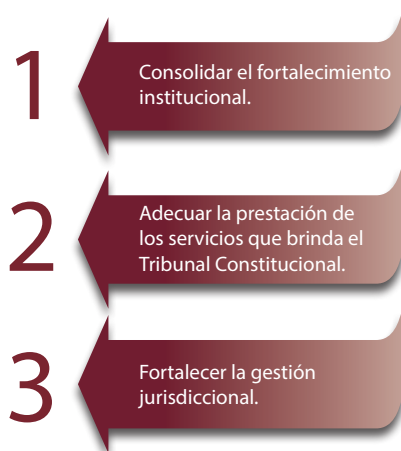 1
Consolidar el fortalecimiento
institucional.
2
Adecuar la prestación de
los servicios que brinda el
Tribunal Constitucional.
3
Fortalecer la gestión
jurisdiccional.